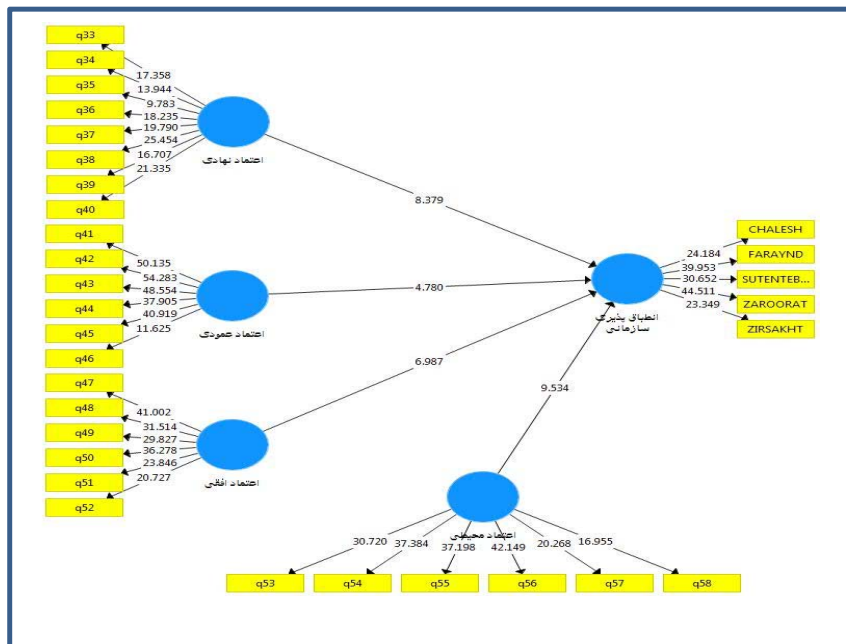 q33
q34
q35
q36
q37
q38
q39
q40
17.358
13.944
9.783
18.235
19.790
25.454
16.707
21.335
اعتماد نهادی
8.379
q41
q42
q43
q44
q45
q46
50.135
54.283
48.554
37.905
40.919
11.625
اعتماد عمودی
4.780
q47
q48
q49
q50
q51
q52
41.002
31.514
29.827
36.278
23.846
20.727
اعتماد افقی
6.987
CHALESH
FARAYND
SUTENTEB...
ZAROORAT
ZIRSAKHT
24.184
39.953
30.652
44.511
23.349
انطباق پذیری
سازمانی
9.534
اعتماد محیطی
30.720
37.384
37.198
42.149
20.268
16.955
q53
q54
q55
q56
q57
q58